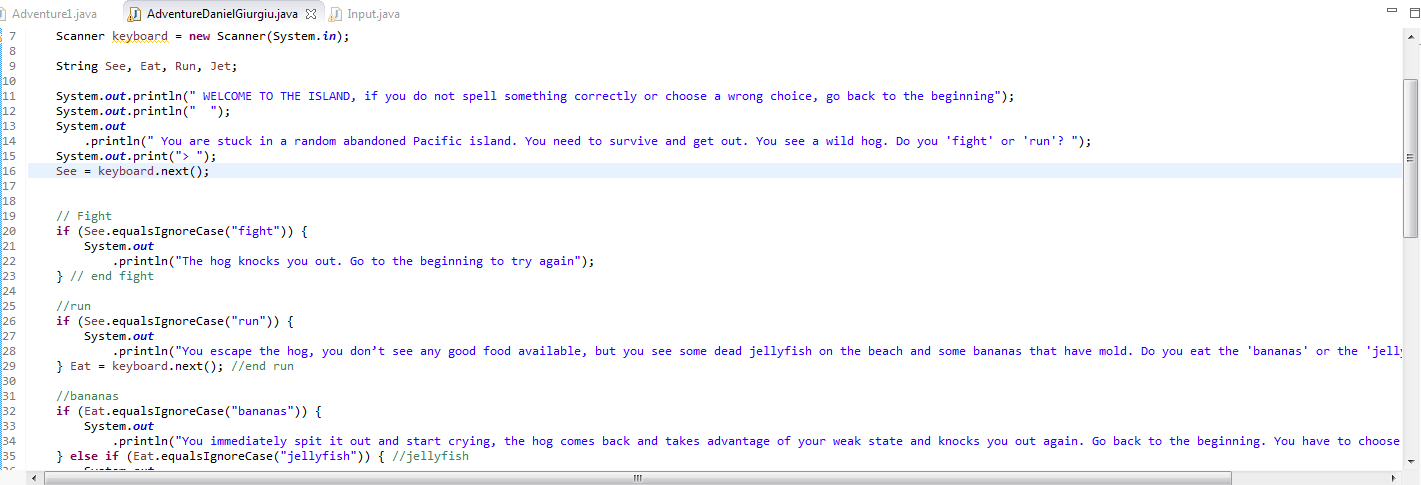 Adventure1.java AdventureDanielGiurgiu.java Input.java
7 Scanner keyboard = new Scanner(System.in);
8
9 String See, Eat, Run, Jet;
10
11 System.out.println(" WELCOME TO THE ISLAND, if you do not spell something correctly or choose a wrong choice, go back to the beginning");
12 System.out.println("  ");
13 System.out
14 .println(" You are stuck in a random abandoned Pacific island. You need to survive and get out. You see a wild hog. Do you 'fight' or 'run'? ");
15 System.out.print("> ");
16 See = keyboard.next();
17
18
19 // Fight
20 if (See.equalsIgnoreCase("fight")) {
21 System.out
22 .println("The hog knocks you out. Go to the beginning to try again");
23 } // end fight
24
25 //run
26 if (See.equalsIgnoreCase("run")) {
27 System.out
28 .println("You escape the hog, you don’t see any good food available, but you see some dead jellyfish on the beach and some bananas that have mold. Do you eat the 'bananas' or the 'jell
29 } Eat = keyboard.next(); //end run
30
31 //bananas
32 if (Eat.equalsIgnoreCase("bananas")) {
33 System.out
34 .println("You immediately spit it out and start crying, the hog comes back and takes advantage of your weak state and knocks you out again. Go back to the beginning. You have to choose
35 } else if (Eat.equalsIgnoreCase("jellyfish")) { //jellyfish